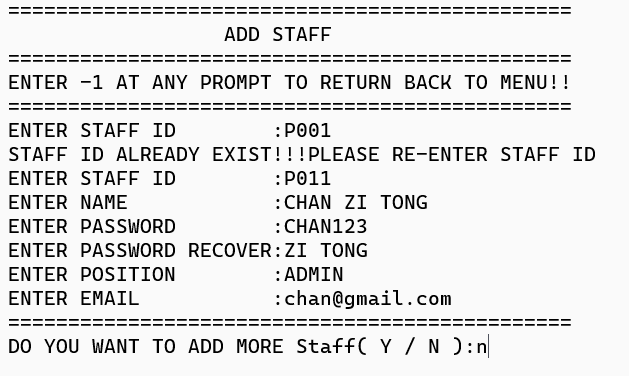 ===============================================
                  ADD STAFF
===============================================
ENTER -1 AT ANY PROMPT TO RETURN BACK TO MENU!!
===============================================
ENTER STAFF ID        :P001
STAFF ID ALREADY EXIST!!!PLEASE RE-ENTER STAFF ID
ENTER STAFF ID        :P011
ENTER NAME            :CHAN ZI TONG
ENTER PASSWORD        :CHAN123
ENTER PASSWORD RECOVER:ZI TONG
ENTER POSITION        :ADMIN
ENTER EMAIL           :chan@gmail.com
===============================================
DO YOU WANT TO ADD MORE Staff( Y / N ):n